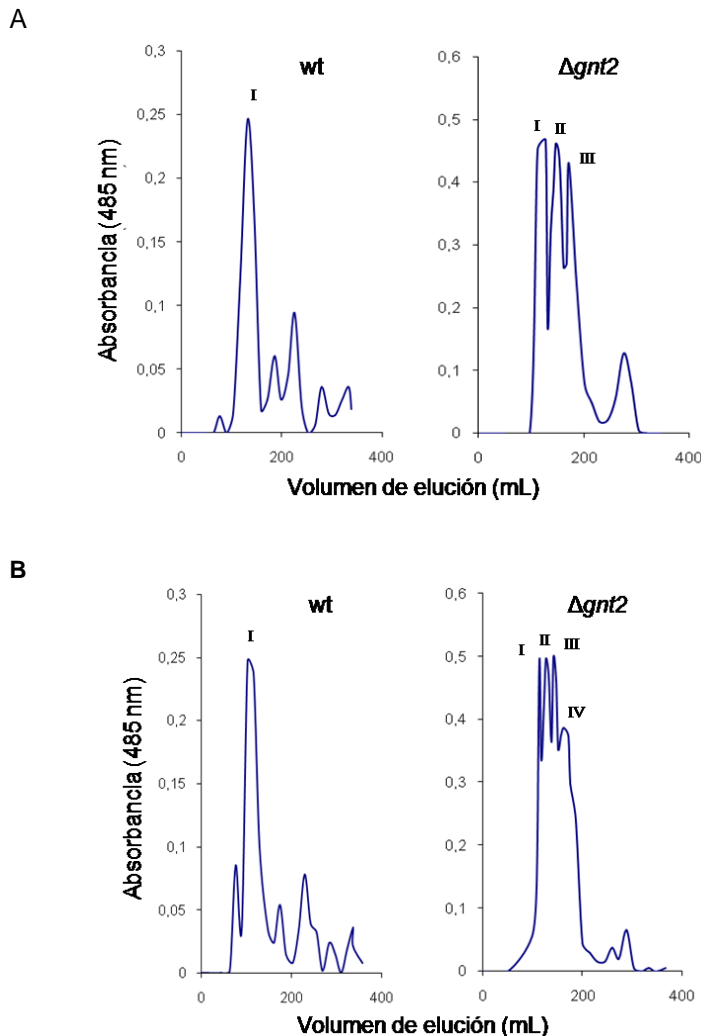 A
wt
Δgnt2
I
I II III
0,3
0,25
0,2
0,15
0,1
0,05
0
0,6
0,5
0,4
0,3
0,2
0,1
0
Absorbancia (485 nm)
0 200 400
0 200 400
Volumen de elución (mL)
B
wt
Δgnt2
I
I II III
IV
0,3
0,25
0,2
0,15
0,1
0,05
0
0,6
0,5
0,4
0,3
0,2
0,1
0
Absorbancia (485 nm)
0 200 400
0 200 400
Volumen de elución (mL)